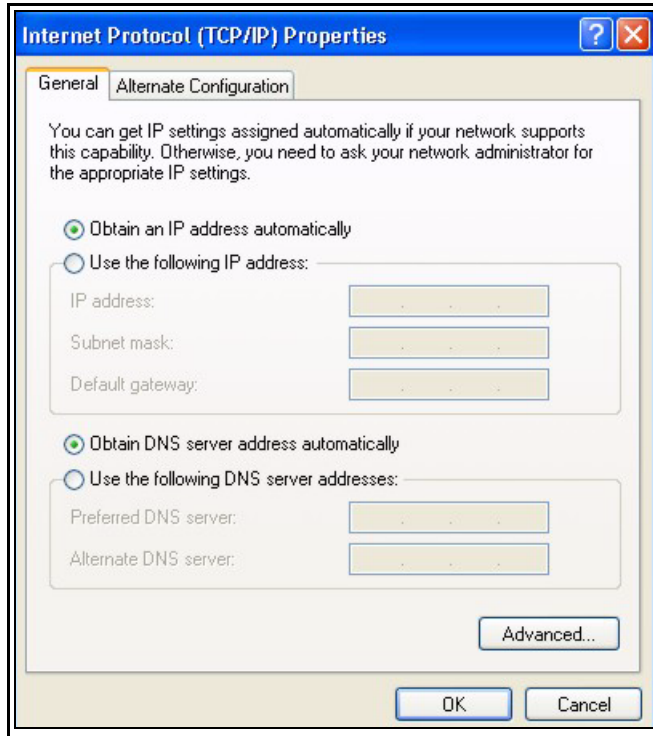 Internet Protocol (TCP/IP) Properties
General
Alternate Configuration
You can get IP settings assigned automatically if your network supports
this capability. Otherwise, you need to ask your network administrator for
the appropriate IP settings.
Obtain an IP address automatically
Use the following IP address:
IP address:
Subnet mask:
Default gateway:
Obtain DNS server address automatically
Use the following DNS server addresses:
Preferred DNS server:
Alternate DNS server:
Advanced...
OK
Cancel